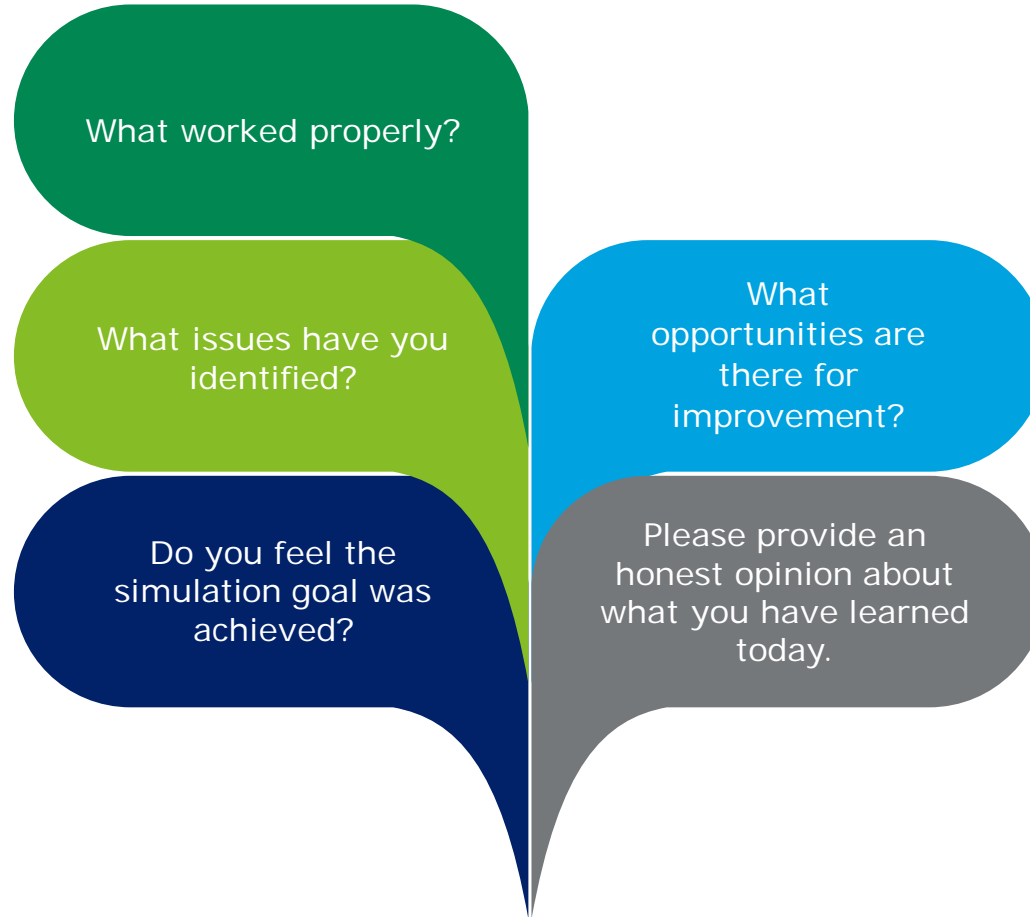 What worked properly?
What issues have you
identified?
Do you feel the
simulation goal was
achieved?
What
opportunities are
there for
improvement?
Please provide an
honest opinion about
what you have learned
today.